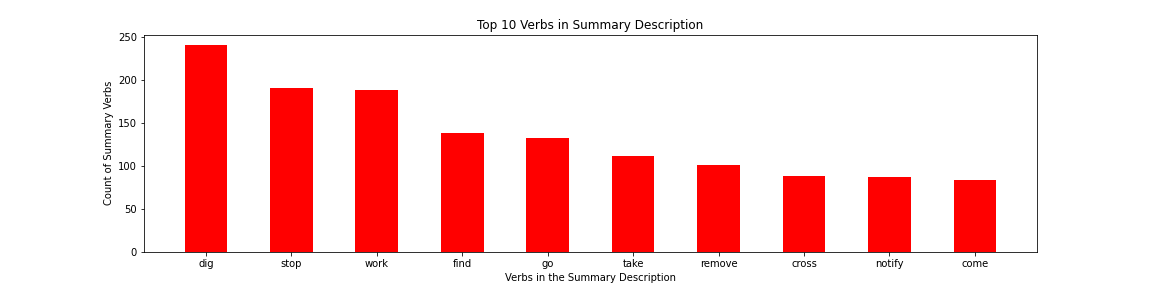 Top 10 Verbs in Summary Description
250
200
150
100
50
0
Count of Summary Verbs
dig stop work find go take remove cross notify come
Verbs in the Summary Description